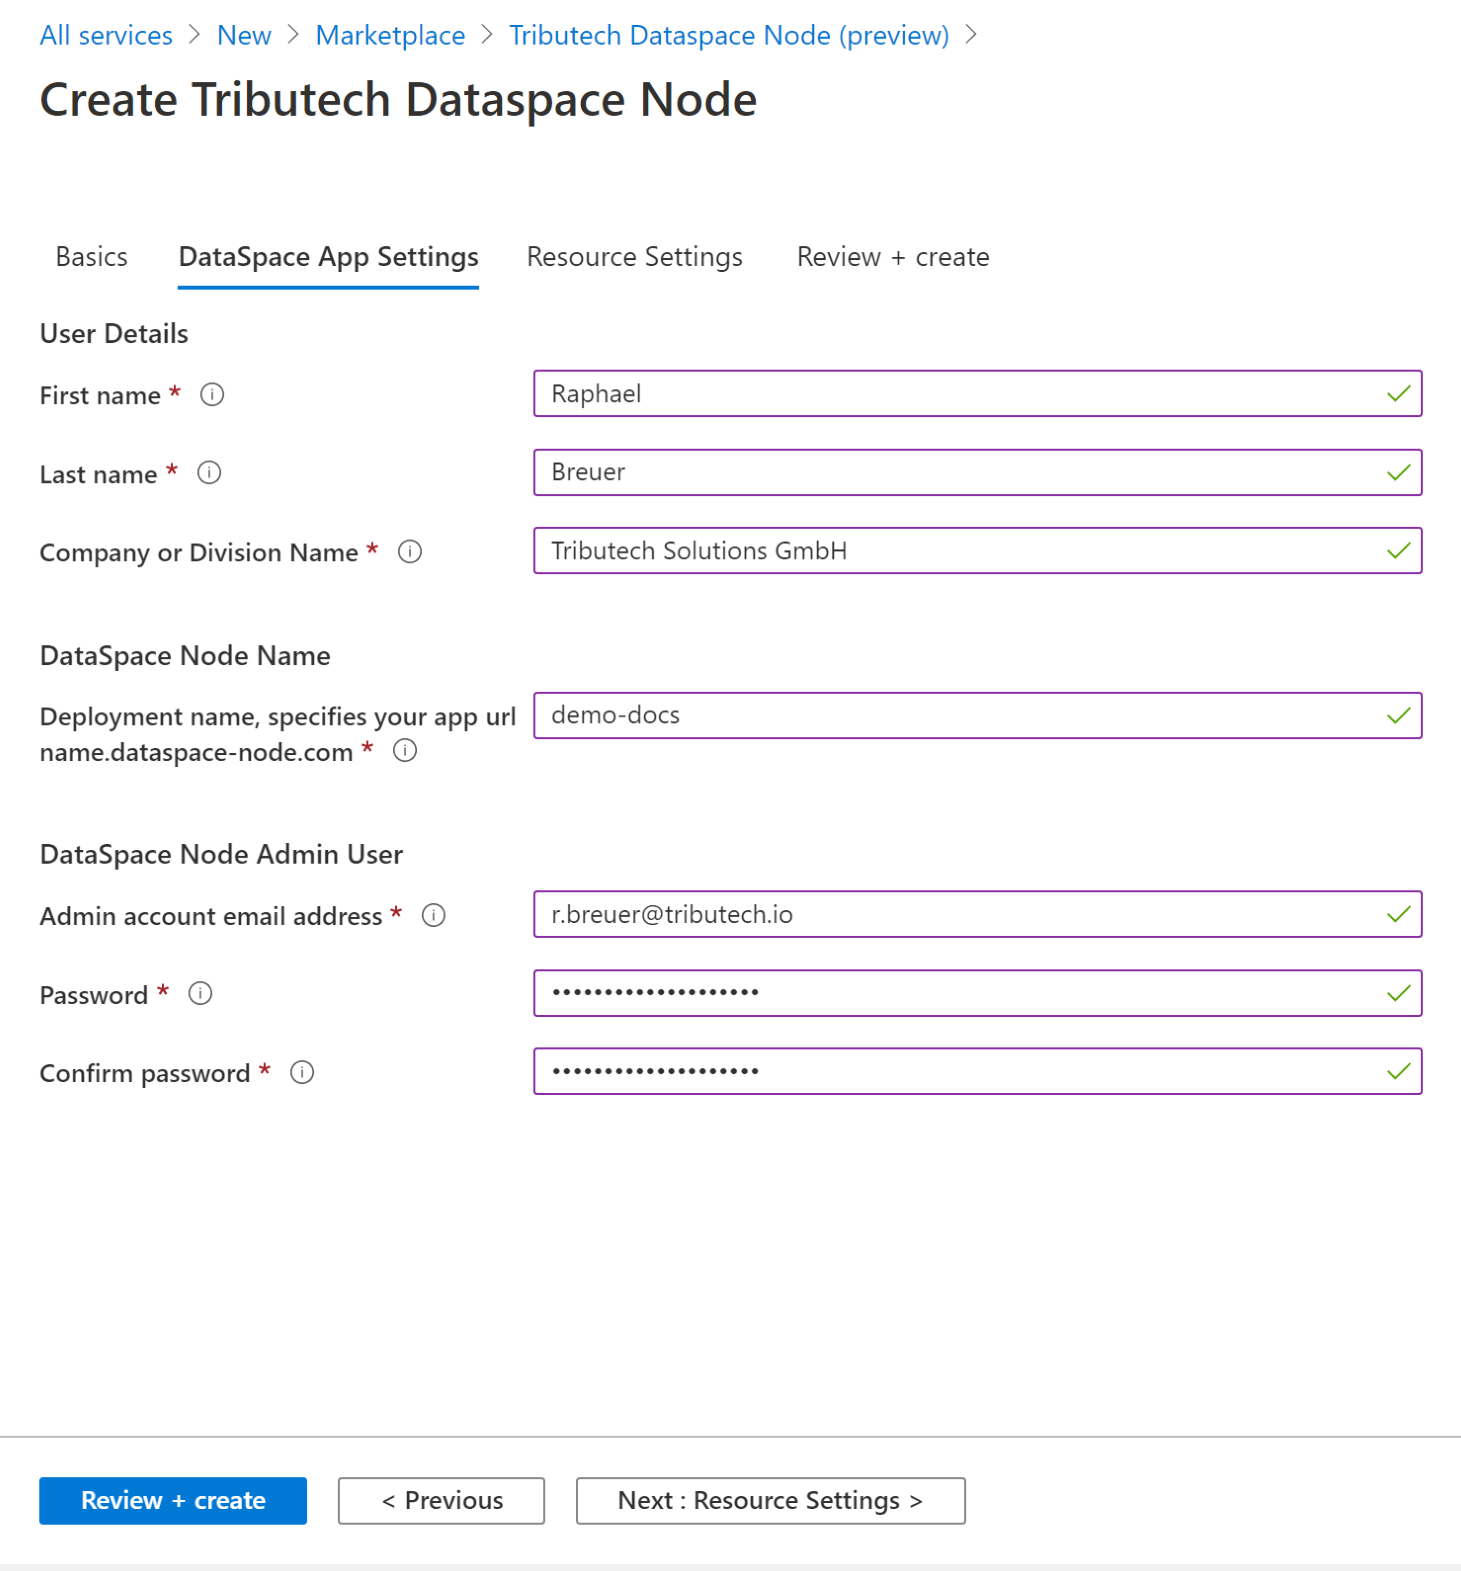 All services > New > Marketplace > Tributech Dataspace Node (preview) >
Create Tributech Dataspace Node
Basics DataSpace App Settings Resource Settings Review + create
User Details
First name * Raphael
Last name * Breuer
Company or Division Name * Tributech Solutions GmbH
DataSpace Node Name
Deployment name, specifies your app url demo-docs
name.dataspace-node.com *
DataSpace Node Admin User
Admin account email address * r.breuer@tributech.io
Password * ••••••••••••••••••••
Confirm password * ••••••••••••••••••••
Review + create < Previous Next : Resource Settings >